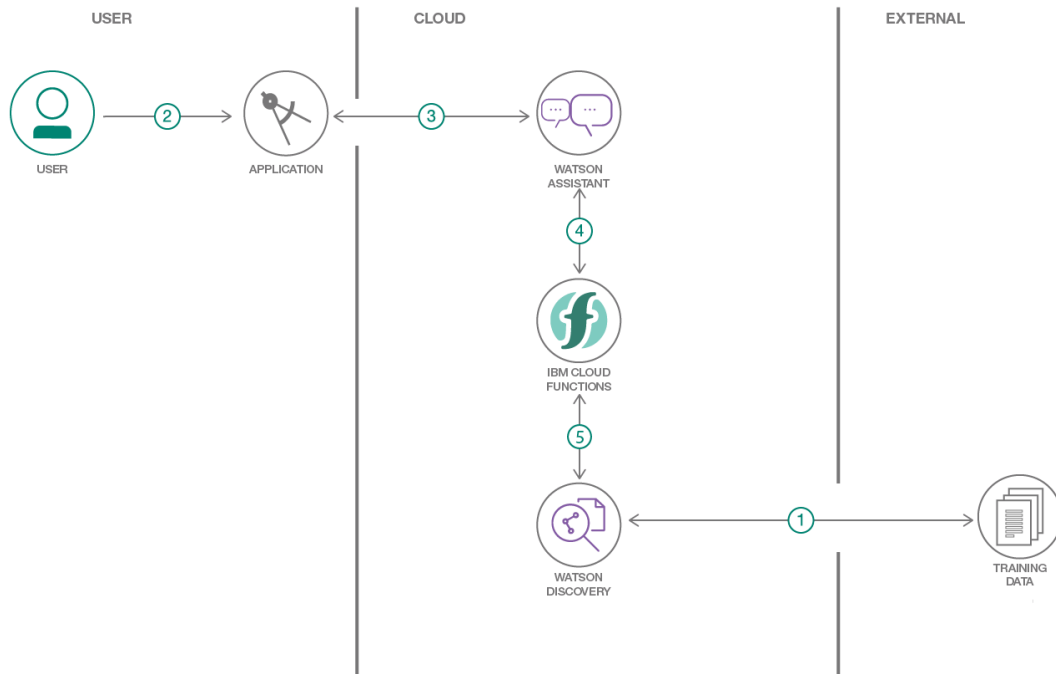 USER
CLOUD
EXTERNAL
2
3
USER
APPLICATION
WATSON
ASSISTANT
4
IBM CLOUD
FUNCTIONS
5
1
WATSON
DISCOVERY
TRAINING
DATA